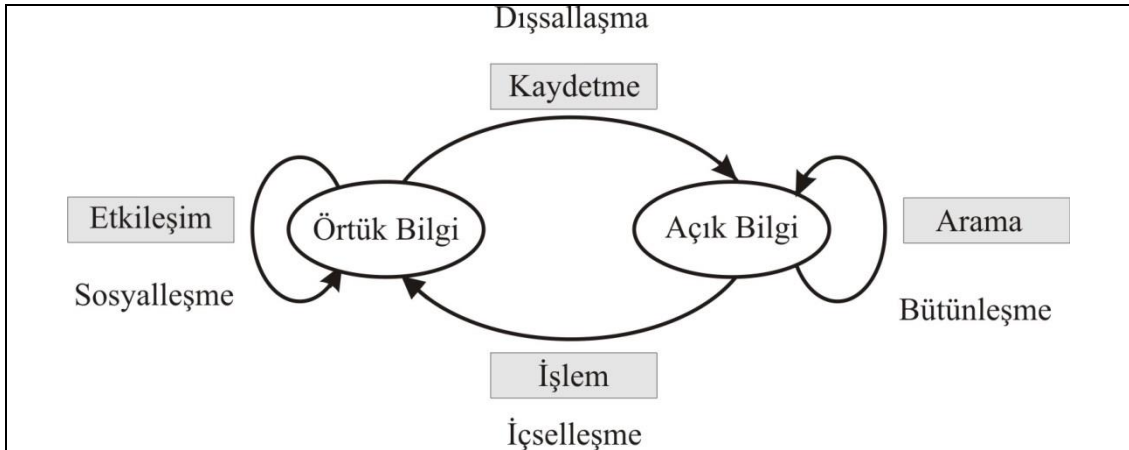 Dışsallaşma
Kaydetme
Etkileşim
Örtük Bilgi
Açık Bilgi
Arama
Sosyalleşme
Bütünleşme
İşlem
İçselleşme